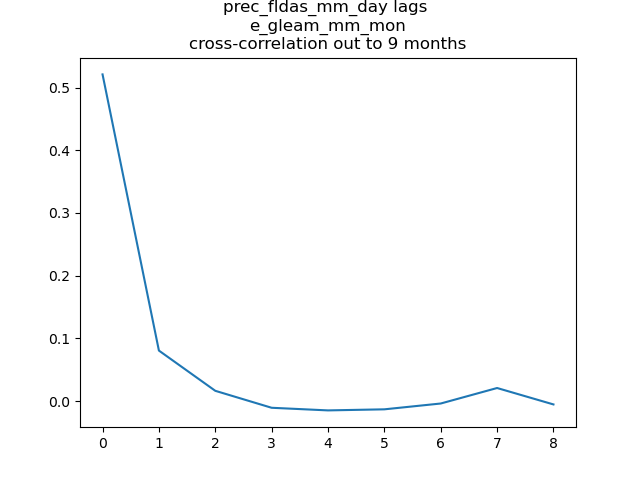 prec_fldas_mm_day lags
e_gleam_mm_mon
cross-correlation out to 9 months
0.5
0.4
0.3
0.2
0.1
0.0
0 1 2 3 4 5 6 7 8